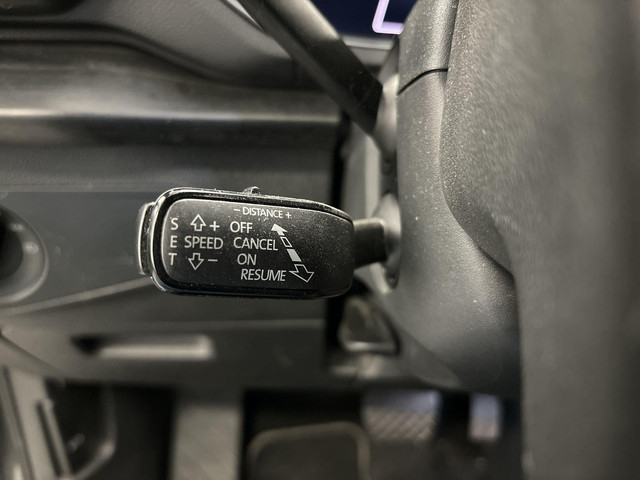 - DISTANCE +
S + OFF
E SPEED CANCEL
T - ON
RESUME